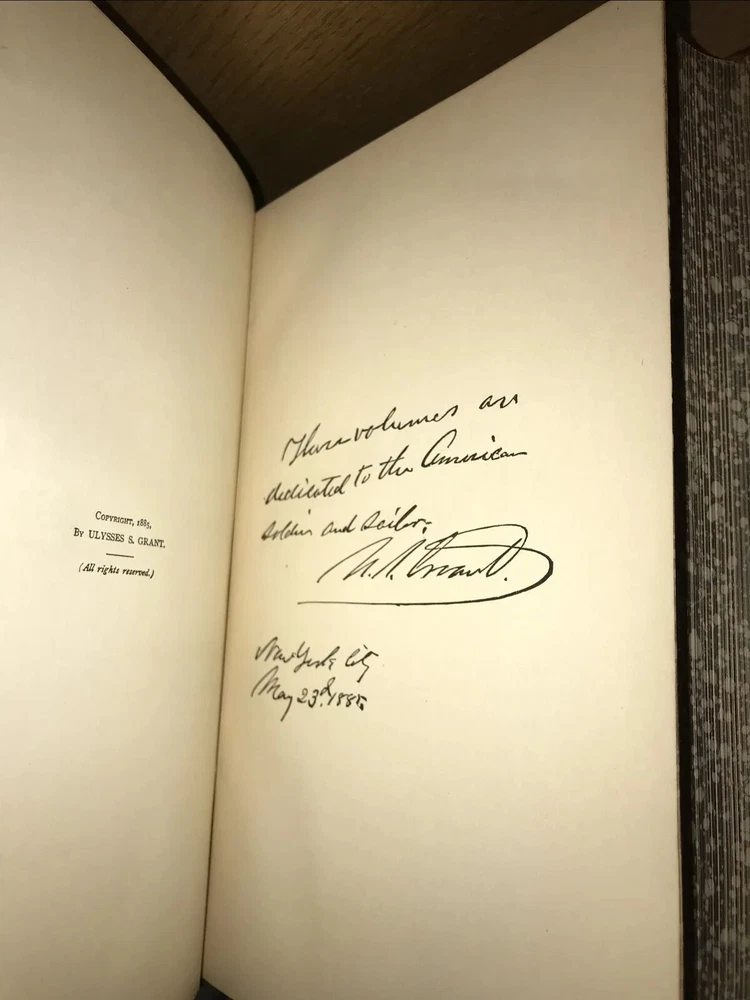 COPYRIGHT, 1885,
BY ULYSSES S. GRANT.
(All rights reserved.)
These volumes are
dedicated to the American
soldier and sailor.
U. S. Grant.
New York City
May 23d. 1885.